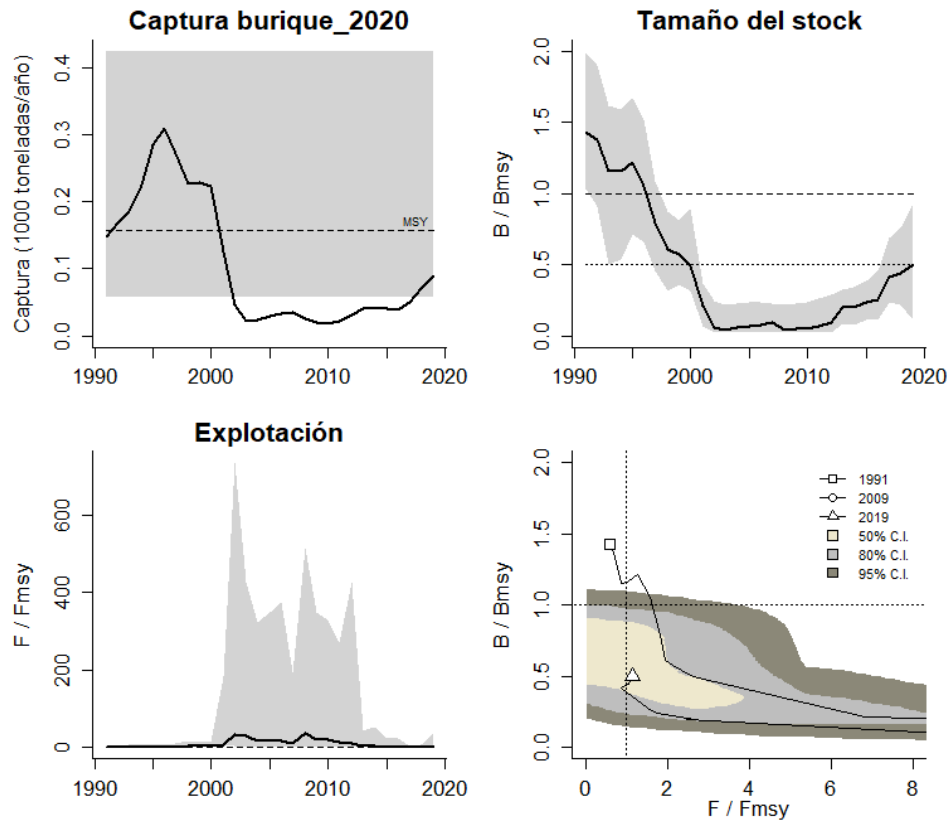 Captura burique_2020
Captura (1000 toneladas/año)
0.0 0.1 0.2 0.3 0.4
MSY
1990 2000 2010 2020
Tamaño del stock
B / Bmsy
0.0 0.5 1.0 1.5 2.0
1990 2000 2010 2020
Explotación
F / Fmsy
0 200 400 600
1990 2000 2010 2020
B / Bmsy
0.0 0.5 1.0 1.5 2.0
1991
2009
2019
50% C.I.
80% C.I.
95% C.I.
0 2 4 6 8
F / Fmsy